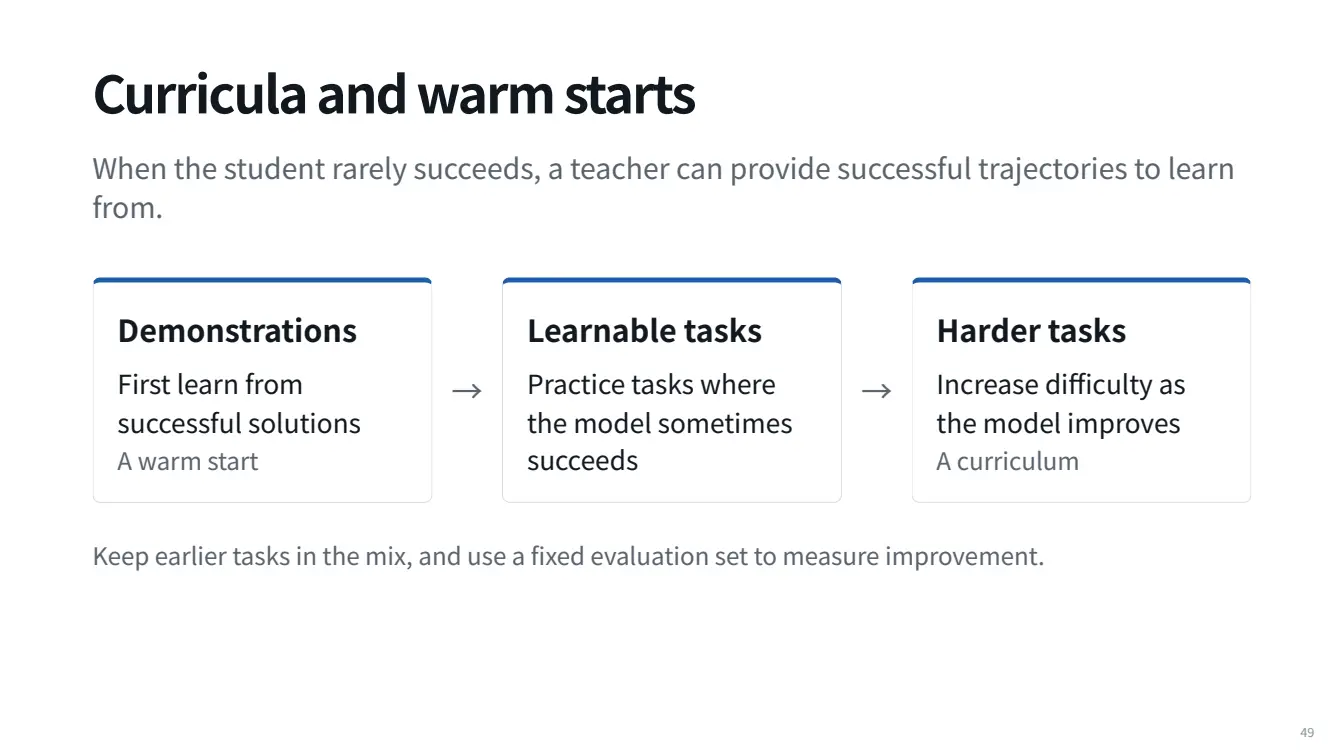 Curricula and warm starts
When the student rarely succeeds, a teacher can provide successful trajectories to learn
from.
Demonstrations
First learn from
successful solutions
A warm start
→
Learnable tasks
Practice tasks where
the model sometimes
succeeds
→
Harder tasks
Increase difficulty as
the model improves
A curriculum
Keep earlier tasks in the mix, and use a fixed evaluation set to measure improvement.
49